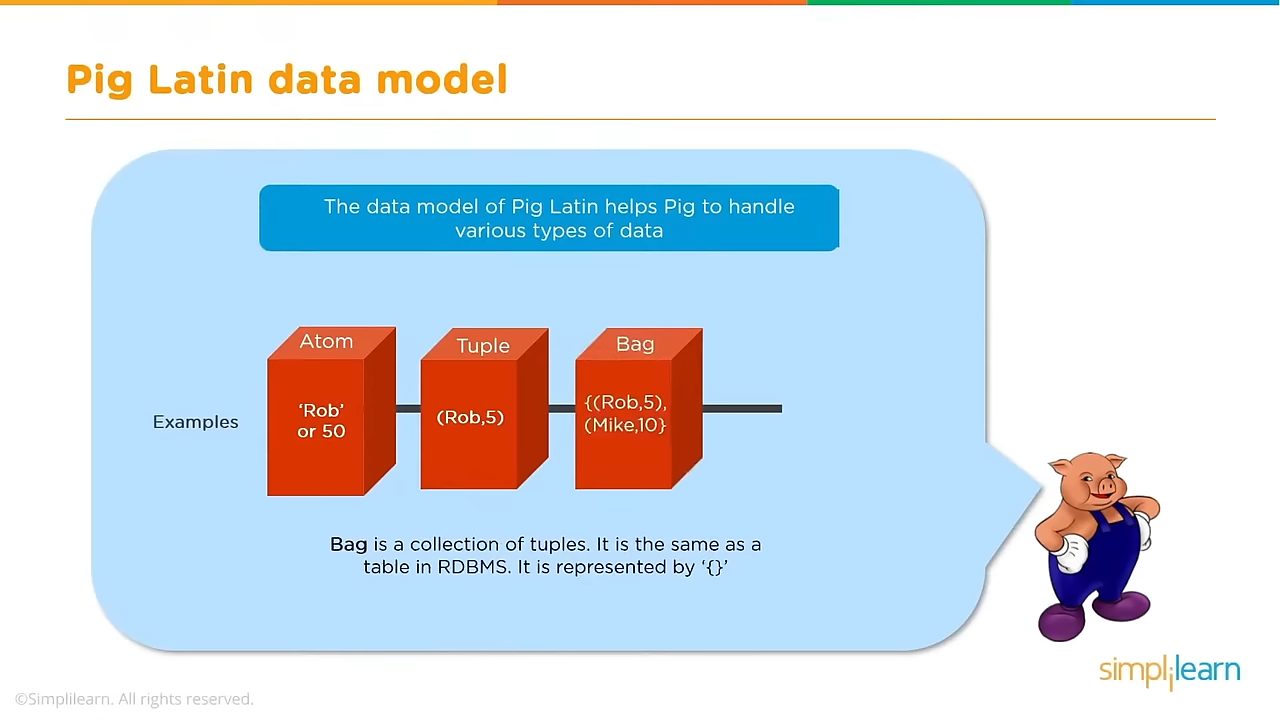 Pig Latin data model
The data model of Pig Latin helps Pig to handle
various types of data
Atom
Tuple
Bag
Examples
‘Rob’
or 50
(Rob,5)
{(Rob,5),
(Mike,10}
Bag is a collection of tuples. It is the same as a
table in RDBMS. It is represented by ‘{}’
simplilearn
©Simplilearn. All rights reserved.